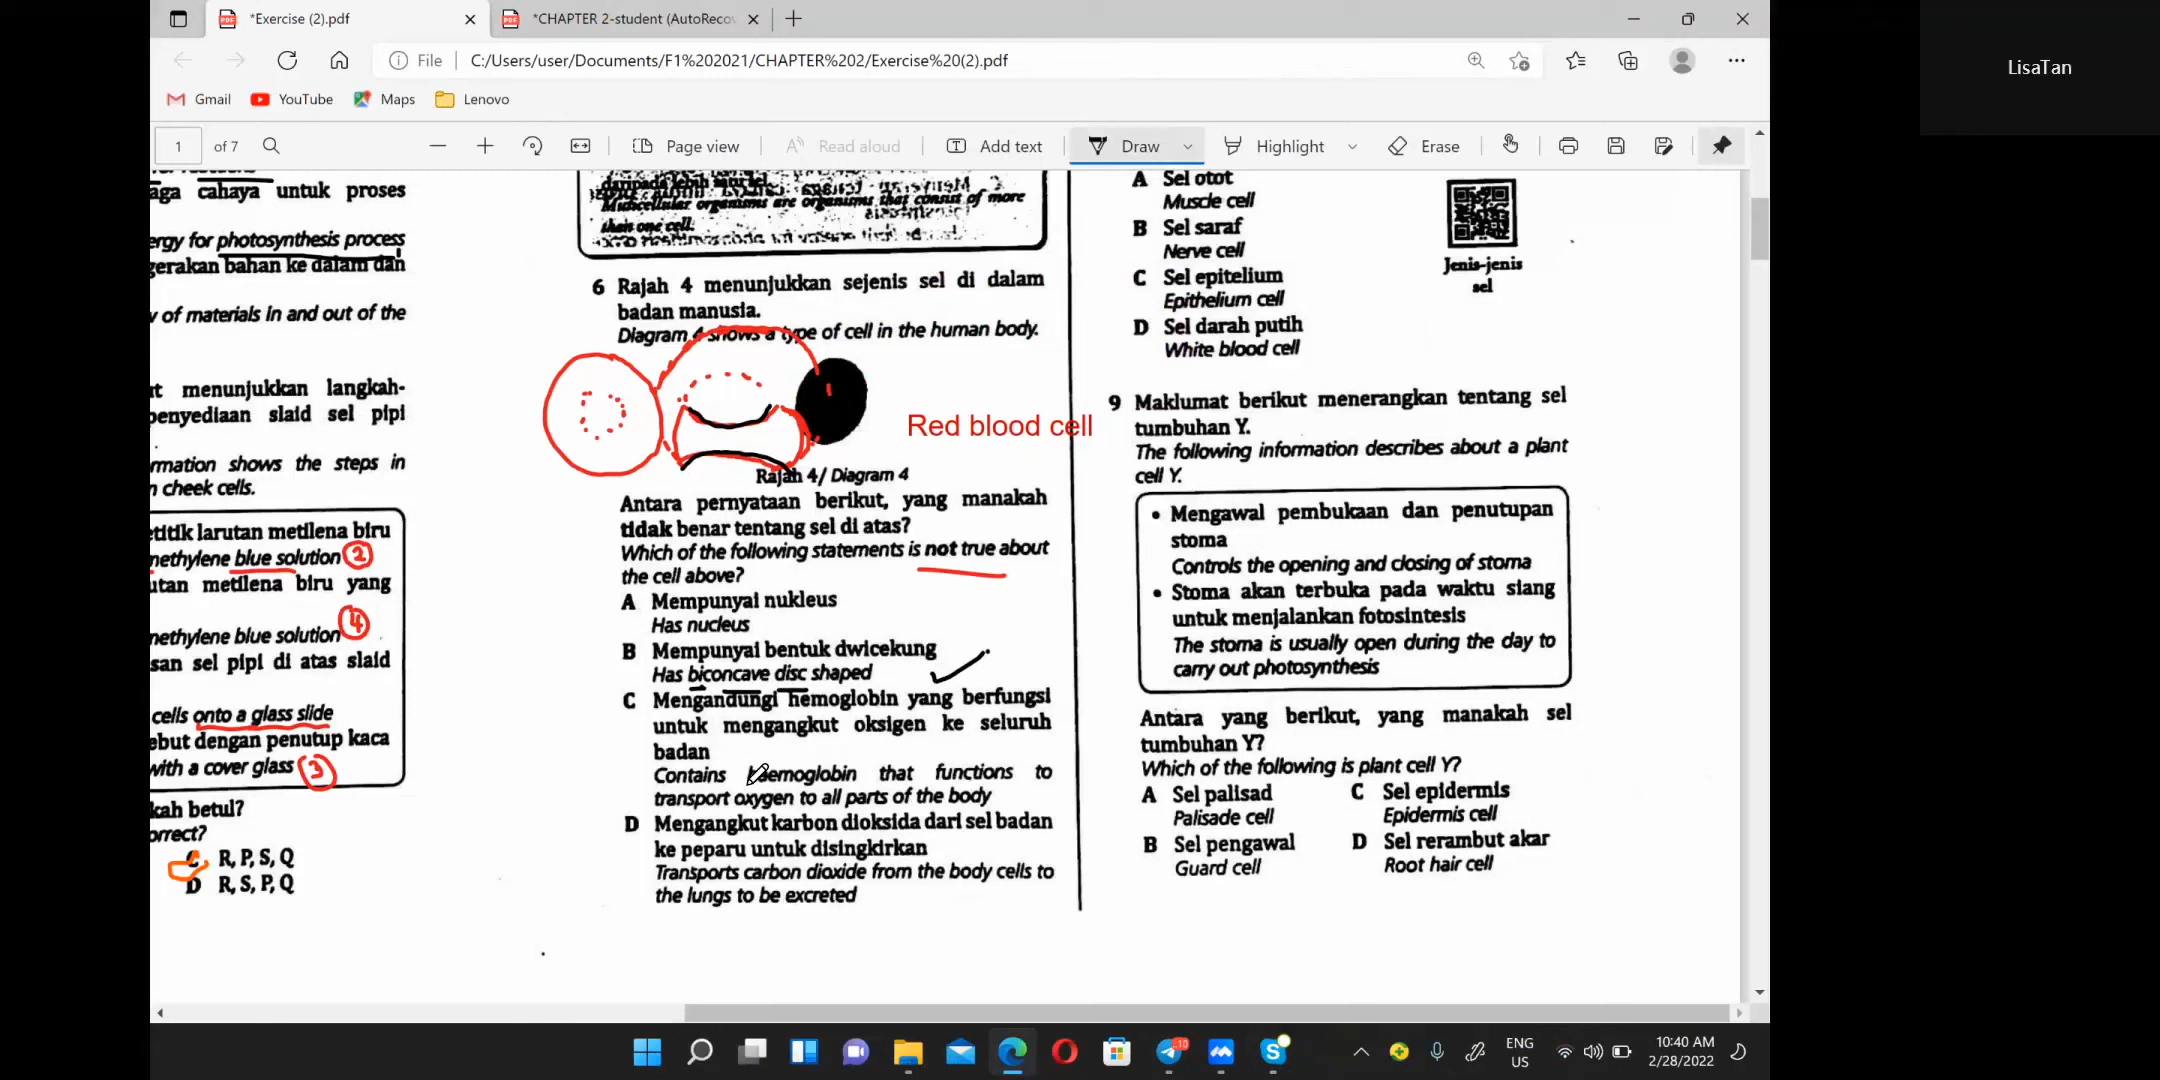 *Exercise (2).pdf
*CHAPTER 2-student (AutoRecov
LisaTan
File
C:/Users/user/Documents/F1%202021/CHAPTER%202/Exercise%20(2).pdf
Gmail
YouTube
Maps
Lenovo
1
of 7
Page view
Read aloud
Add text
Draw
Highlight
Erase
aga cahaya untuk proses
ergy for photosynthesis process
gerakan bahan ke dalam dan
of materials in and out of the
menunjukkan langkah-
penyediaan slaid sel pipi
rmation shows the steps in
n cheek cells.
titik larutan metilena biru
methylene blue solution 2
utan metilena biru yang
methylene blue solution 4
san sel pipi di atas slaid
cells onto a glass slide
ebut dengan penutup kaca
with a cover glass 3
kah betul?
orrect?
C R, P, S, Q
D R, S, P, Q
daripada lebih satu sel.
Multicellular organisms are organisms that consist of more
than one cell.
6 Rajah 4 menunjukkan sejenis sel di dalam
badan manusia.
Diagram 4 shows a type of cell in the human body.
Red blood cell
Rajah 4/ Diagram 4
Antara pernyataan berikut, yang manakah
tidak benar tentang sel di atas?
Which of the following statements is not true about
the cell above?
A Mempunyai nukleus
Has nucleus
B Mempunyai bentuk dwicekung
Has biconcave disc shaped
C Mengandungi hemoglobin yang berfungsi
untuk mengangkut oksigen ke seluruh
badan
Contains haemoglobin that functions to
transport oxygen to all parts of the body
D Mengangkut karbon dioksida dari sel badan
ke peparu untuk disingkirkan
Transports carbon dioxide from the body cells to
the lungs to be excreted
A Sel otot
Muscle cell
B Sel saraf
Nerve cell
C Sel epitelium
Epithelium cell
D Sel darah putih
White blood cell
Jenis-jenis
sel
9 Maklumat berikut menerangkan tentang sel
tumbuhan Y.
The following information describes about a plant
cell Y.
• Mengawal pembukaan dan penutupan
stoma
Controls the opening and closing of stoma
• Stoma akan terbuka pada waktu siang
untuk menjalankan fotosintesis
The stoma is usually open during the day to
carry out photosynthesis
Antara yang berikut, yang manakah sel
tumbuhan Y?
Which of the following is plant cell Y?
A Sel palisad C Sel epidermis
Palisade cell Epidermis cell
B Sel pengawal D Sel rerambut akar
Guard cell Root hair cell
10
ENG
US
10:40 AM
2/28/2022